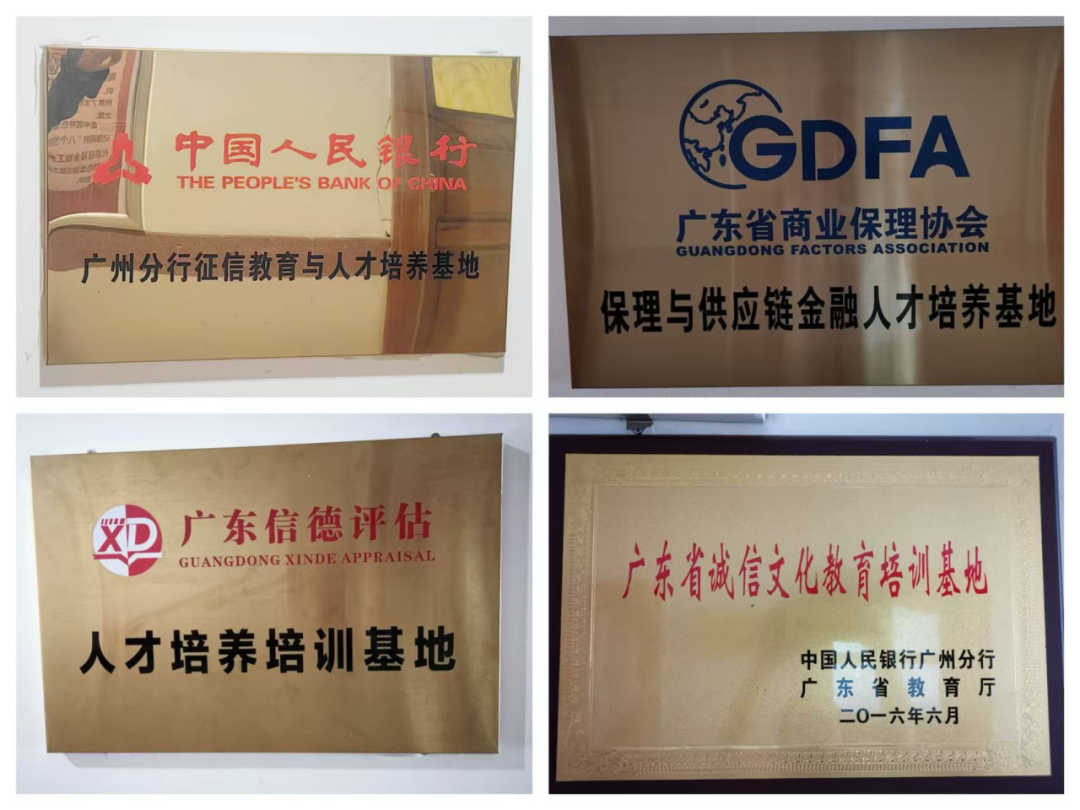 中国人民银行
THE PEOPLE'S BANK OF CHINA
广州分行征信教育与人才培养基地
GDFA
广东省商业保理协会
GUANGDONG FACTORS ASSOCIATION
保理与供应链金融人才培养基地
XD
广东信德评估
GUANGDONG XINDE APPRAISAL
人才培养培训基地
广东省诚信文化教育培训基地
中国人民银行广州分行
广东省教育厅
二〇一六年六月